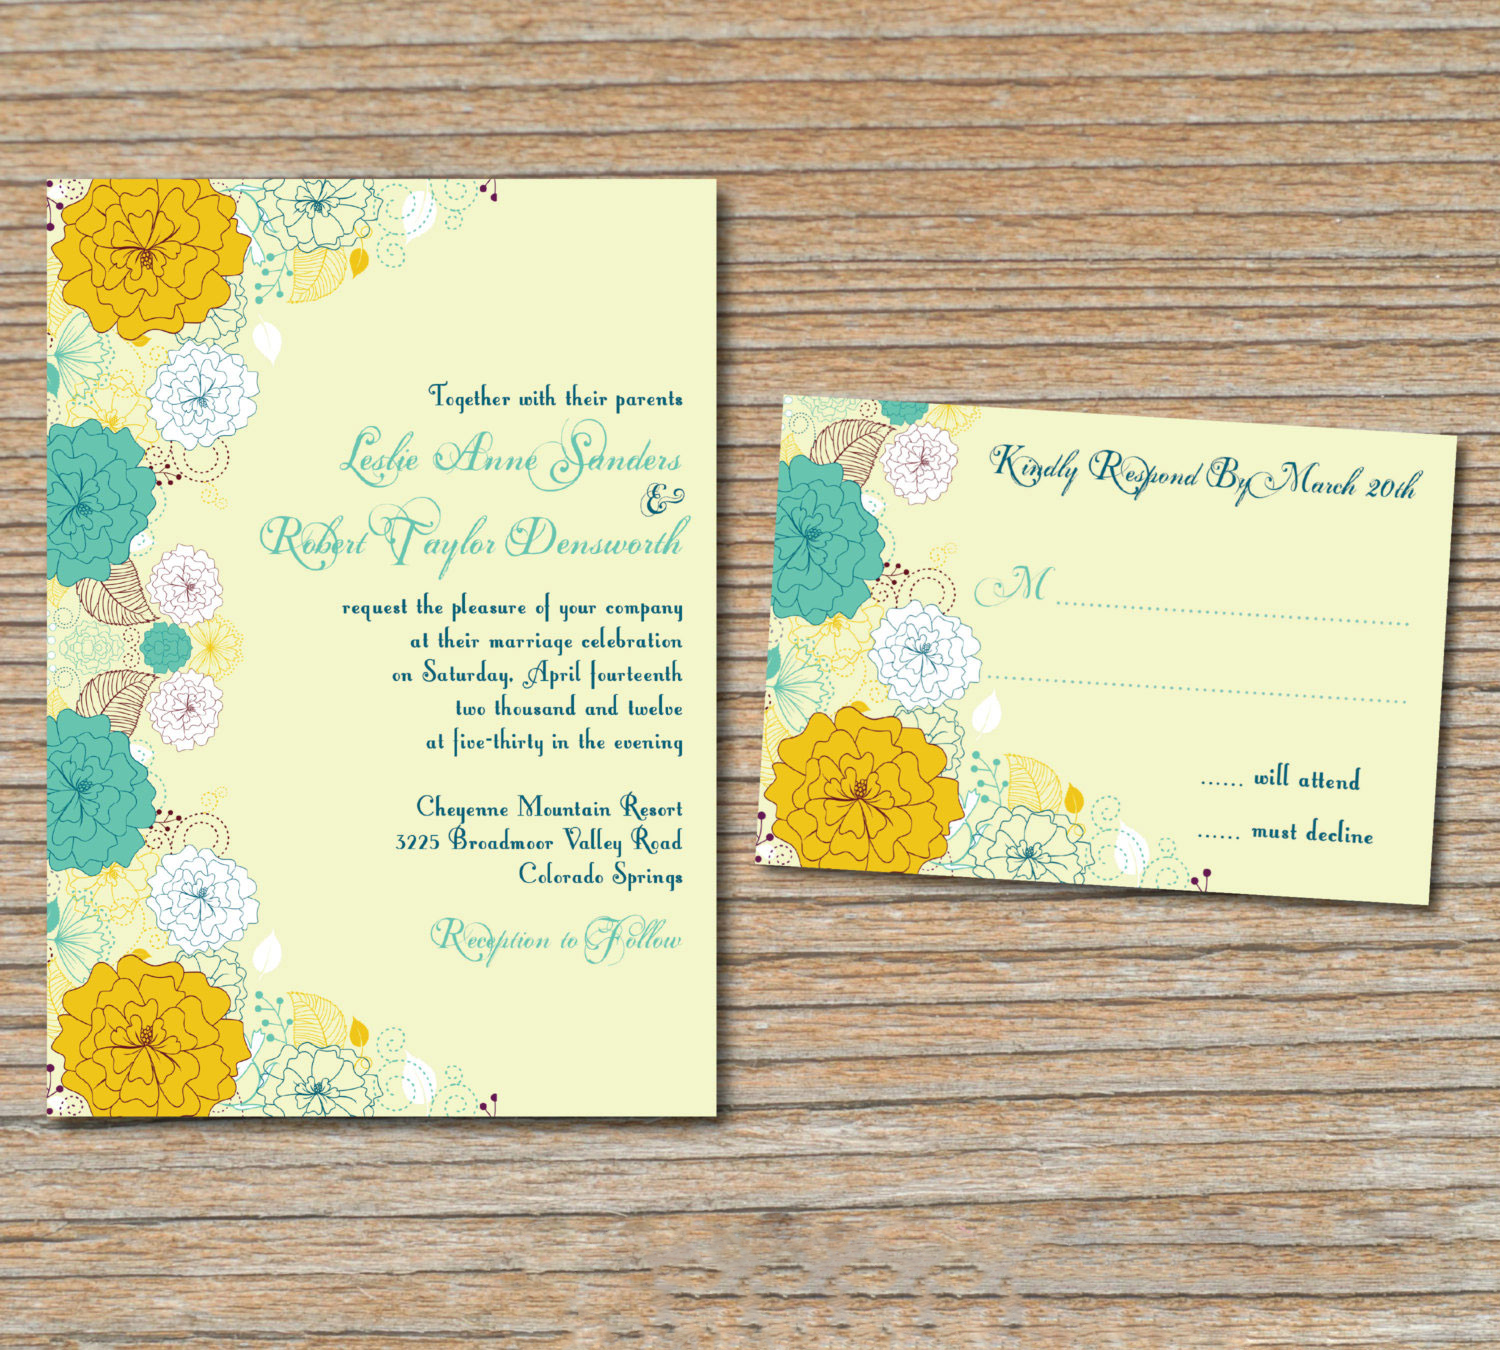 Together with their parents
Leslie Anne Sanders
&
Robert Taylor Densworth
request the pleasure of your company
at their marriage celebration
on Saturday, April fourteenth
two thousand and twelve
at five-thirty in the evening
Cheyenne Mountain Resort
3225 Broadmoor Valley Road
Colorado Springs
Reception to Follow
Kindly Respond By March 20th
M
...... will attend
...... must decline